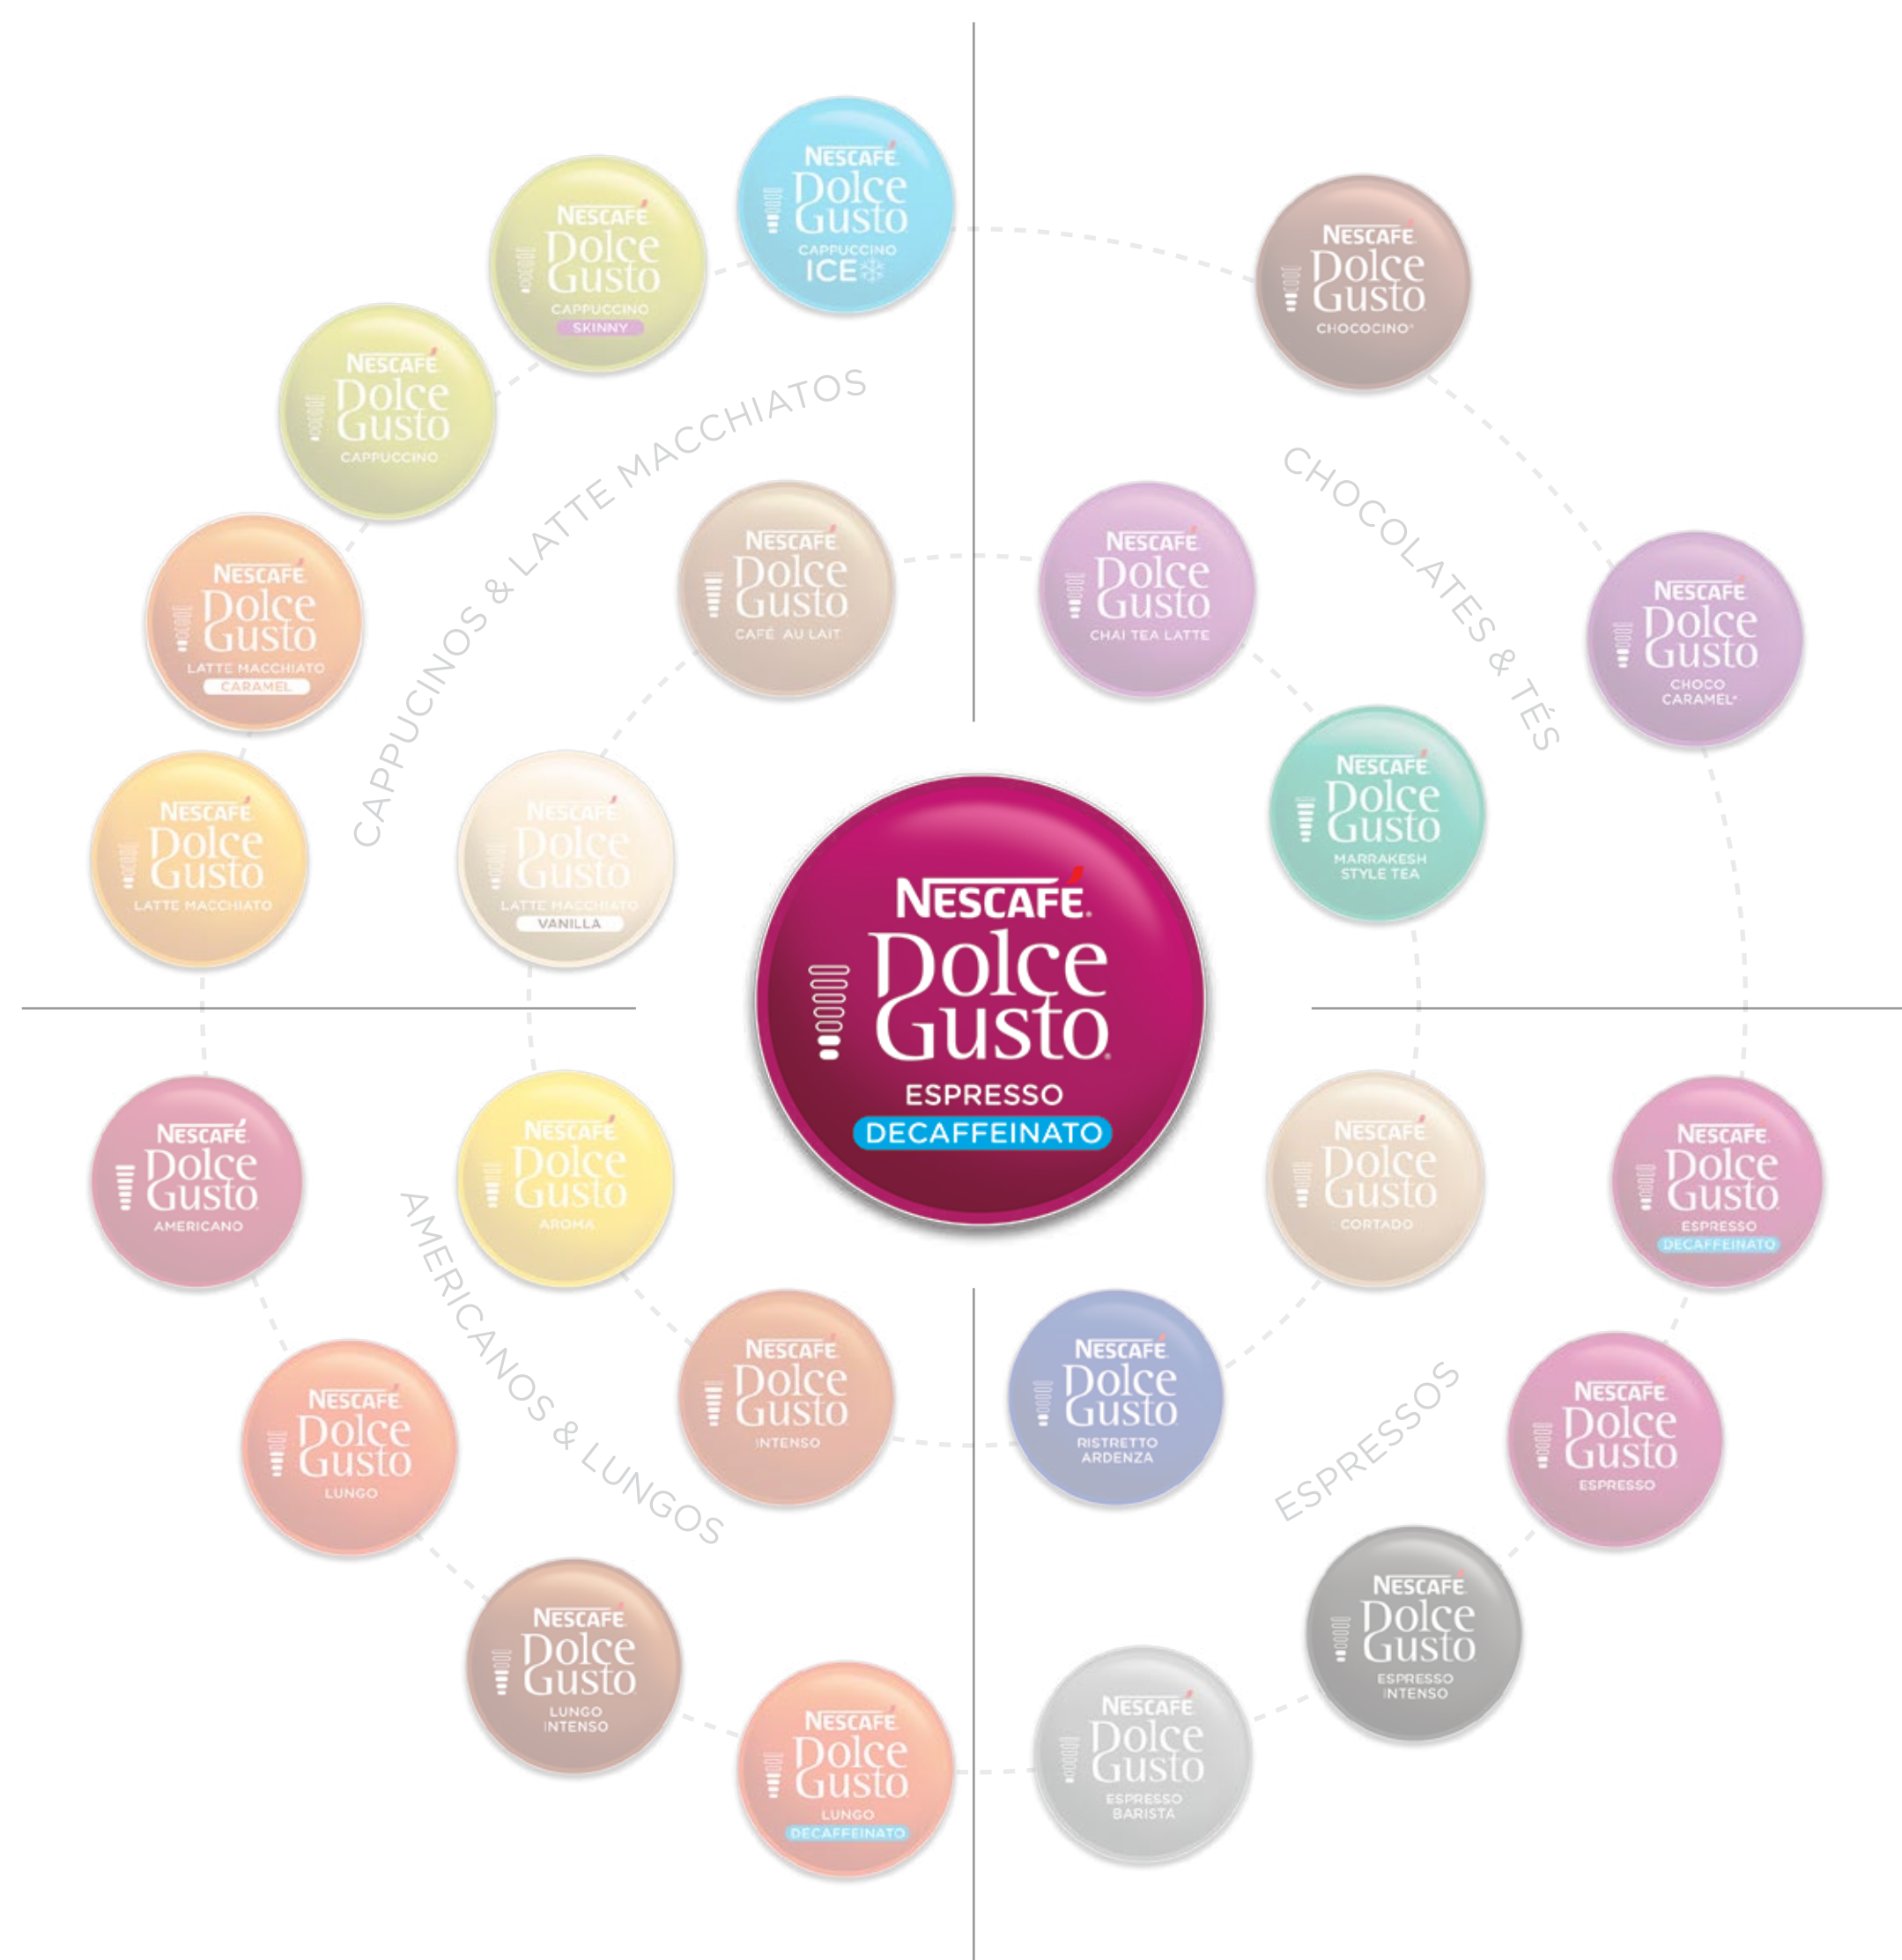 NESCAFÉ
Dolce
Gusto
CAPPUCCINO
ICE
NESCAFÉ
Dolce
Gusto
CAPPUCCINO
SKINNY
NESCAFÉ
Dolce
Gusto
CAPPUCCINO
NESCAFÉ
Dolce
Gusto
LATTE MACCHIATO
CARAMEL
NESCAFÉ
Dolce
Gusto
LATTE MACCHIATO
CAPPUCINOS & LATTE MACCHIATOS
NESCAFÉ
Dolce
Gusto
CAFÉ AU LAIT
NESCAFÉ
Dolce
Gusto
LATTE MACCHIATO
VANILLA
NESCAFÉ
Dolce
Gusto
CHOCOCINO*
NESCAFÉ
Dolce
Gusto
CHOCO
CARAMEL*
CHOCOLATES & TÉS
NESCAFÉ
Dolce
Gusto
CHAI TEA LATTE
NESCAFÉ
Dolce
Gusto
MARRAKESH
STYLE TEA
NESCAFÉ®
Dolce
Gusto®
ESPRESSO
DECAFFEINATO
NESCAFÉ
Dolce
Gusto
AMERICANO
NESCAFÉ
Dolce
Gusto
AROMA
AMERICANOS & LUNGOS
NESCAFÉ
Dolce
Gusto
LUNGO
NESCAFÉ
Dolce
Gusto
INTENSO
NESCAFÉ
Dolce
Gusto
LUNGO
INTENSO
NESCAFÉ
Dolce
Gusto
LUNGO
DECAFFEINATO
NESCAFÉ
Dolce
Gusto
CORTADO
NESCAFÉ
Dolce
Gusto
ESPRESSO
DECAFFEINATO
NESCAFÉ
Dolce
Gusto
RISTRETTO
ARDENZA
ESPRESSOS
NESCAFÉ
Dolce
Gusto
ESPRESSO
NESCAFÉ
Dolce
Gusto
ESPRESSO
INTENSO
NESCAFÉ
Dolce
Gusto
ESPRESSO
BARISTA